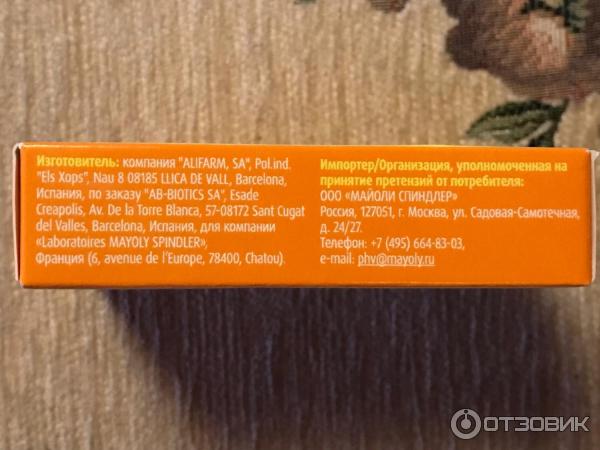 Изготовитель: компания "ALIFARM, SA", Pol.ind.
"Els Xops", Nau 8 08185 LLICA DE VALL, Barcelona,
Испания, по заказу "AB-BIOTICS SA", Esade
Creapolis, Av. De la Torre Blanca, 57-08172 Sant Cugat
del Valles, Barcelona, Испания, для компании
«Laboratoires MAYOLY SPINDLER»,
Франция (6, avenue de l'Europe, 78400, Chatou).
Импортер/Организация, уполномоченная на
принятие претензий от потребителя:
ООО «МАЙОЛИ СПИНДЛЕР»
Россия, 127051, г. Москва, ул. Садовая-Самотечная,
д. 24/27.
Телефон: +7 (495) 664-83-03,
e-mail: phv@mayoly.ru
ОТЗОВИК